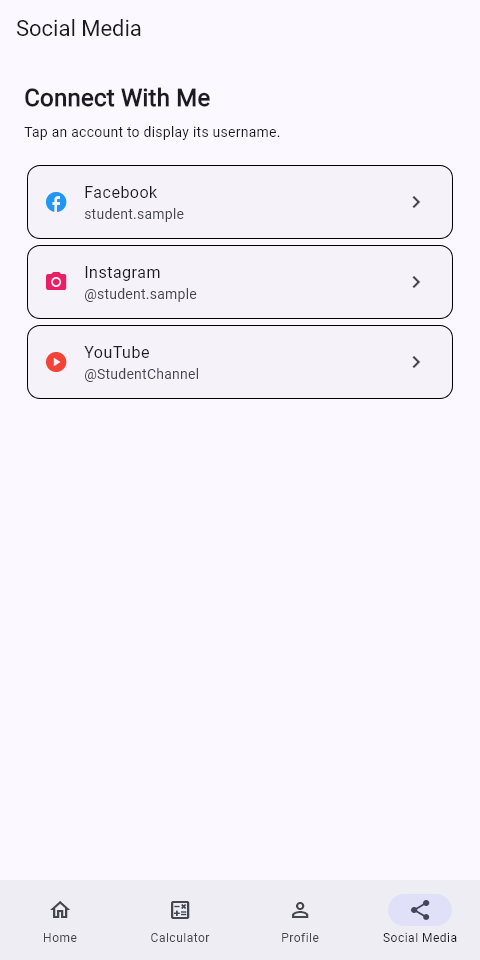 Social Media
Connect With Me
Tap an account to display its username.
Facebook
student.sample
Instagram
@student.sample
YouTube
@StudentChannel
Home
Calculator
Profile
Social Media